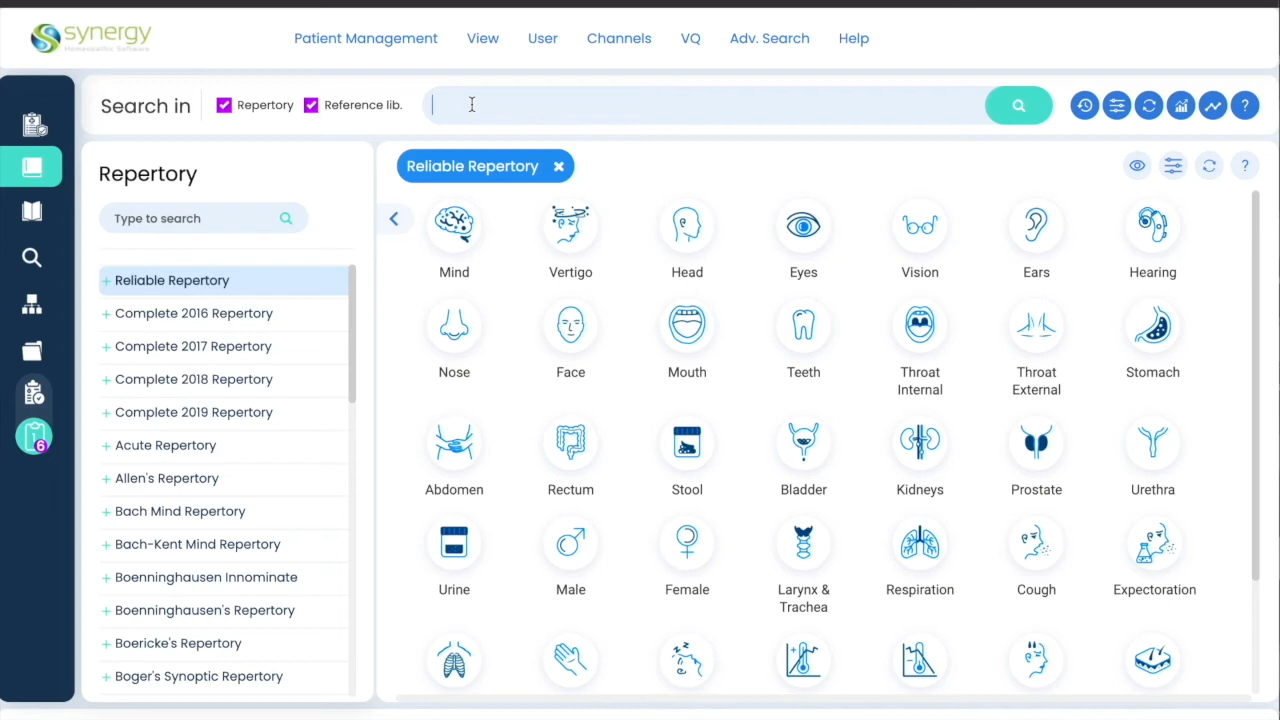 synergy
Homeopathic Software
Patient Management View User Channels VQ Adv. Search Help
Search in Repertory Reference lib.
Repertory
Type to search
Reliable Repertory
Complete 2016 Repertory
Complete 2017 Repertory
Complete 2018 Repertory
Complete 2019 Repertory
Acute Repertory
Allen's Repertory
Bach Mind Repertory
Bach-Kent Mind Repertory
Boenninghausen Innominate
Boenninghausen's Repertory
Boericke's Repertory
Boger's Synoptic Repertory
6
Reliable Repertory
Mind Vertigo Head Eyes Vision Ears Hearing
Nose Face Mouth Teeth Throat Internal Throat External Stomach
Abdomen Rectum Stool Bladder Kidneys Prostate Urethra
Urine Male Female Larynx & Trachea Respiration Cough Expectoration